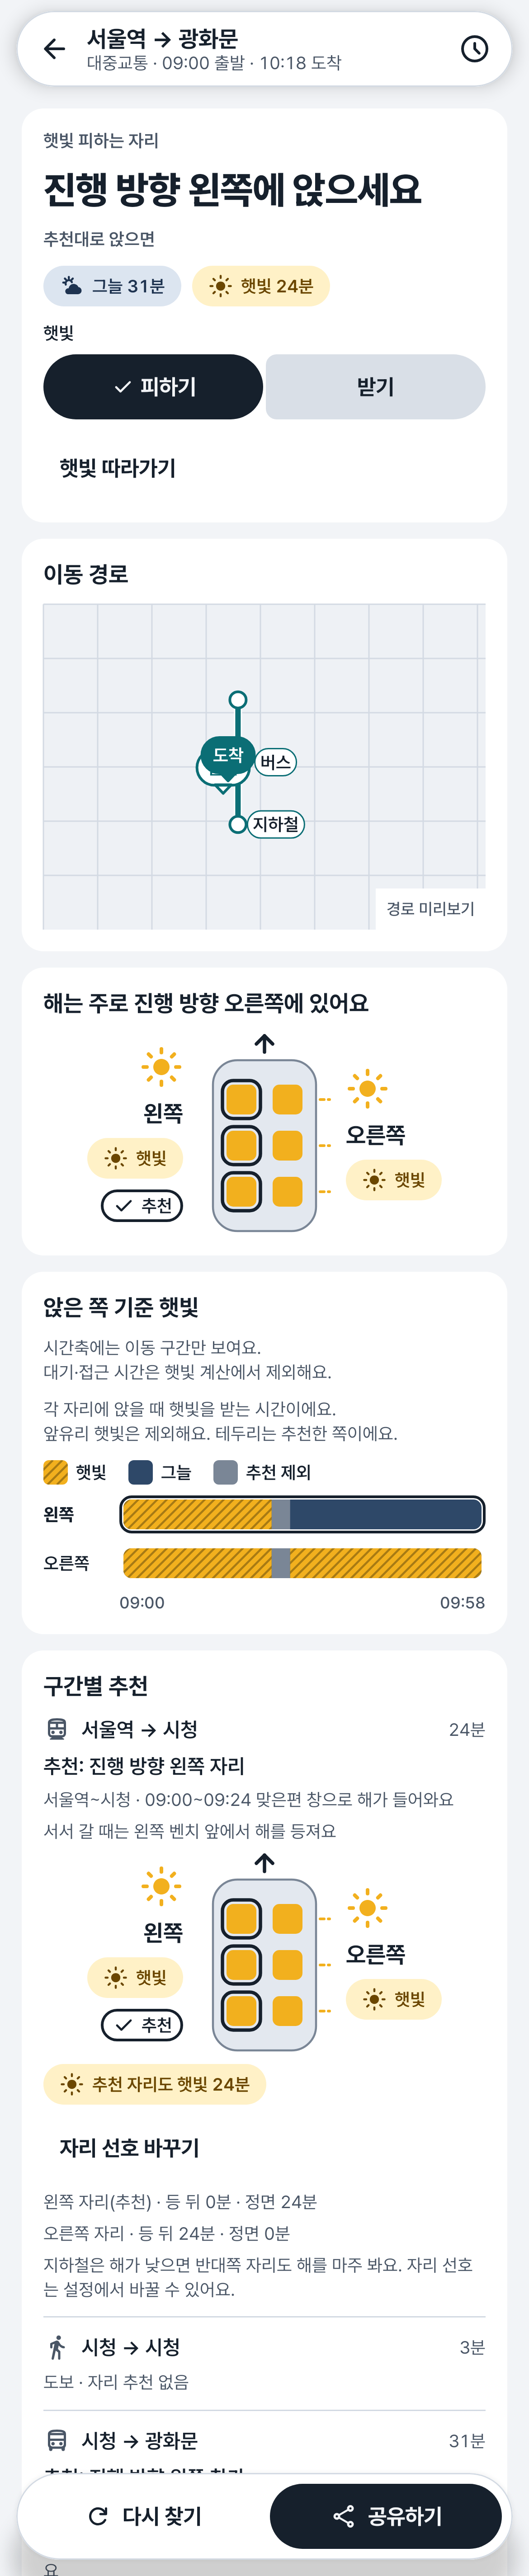 서울역 → 광화문
대중교통 · 09:00 출발 · 10:18 도착
햇빛 피하는 자리
진행 방향 왼쪽에 앉으세요
추천대로 앉으면
그늘 31분
햇빛 24분
햇빛
피하기
받기
햇빛 따라가기
이동 경로
도착
버스
지하철
경로 미리보기
해는 주로 진행 방향 오른쪽에 있어요
왼쪽
햇빛
추천
오른쪽
햇빛
앉은 쪽 기준 햇빛
시간축에는 이동 구간만 보여요.
대기·접근 시간은 햇빛 계산에서 제외해요.
각 자리에 앉을 때 햇빛을 받는 시간이에요.
앞유리 햇빛은 제외해요. 테두리는 추천한 쪽이에요.
햇빛
그늘
추천 제외
왼쪽
오른쪽
09:00
09:58
구간별 추천
서울역 → 시청
24분
추천: 진행 방향 왼쪽 자리
서울역~시청 · 09:00~09:24 맞은편 창으로 해가 들어와요
서서 갈 때는 왼쪽 벤치 앞에서 해를 등져요
왼쪽
햇빛
추천
오른쪽
햇빛
추천 자리도 햇빛 24분
자리 선호 바꾸기
왼쪽 자리(추천) · 등 뒤 0분 · 정면 24분
오른쪽 자리 · 등 뒤 24분 · 정면 0분
지하철은 해가 낮으면 반대쪽 자리도 해를 마주 봐요. 자리 선호
는 설정에서 바꿀 수 있어요.
시청 → 시청
3분
도보 · 자리 추천 없음
시청 → 광화문
31분
다시 찾기
공유하기
요